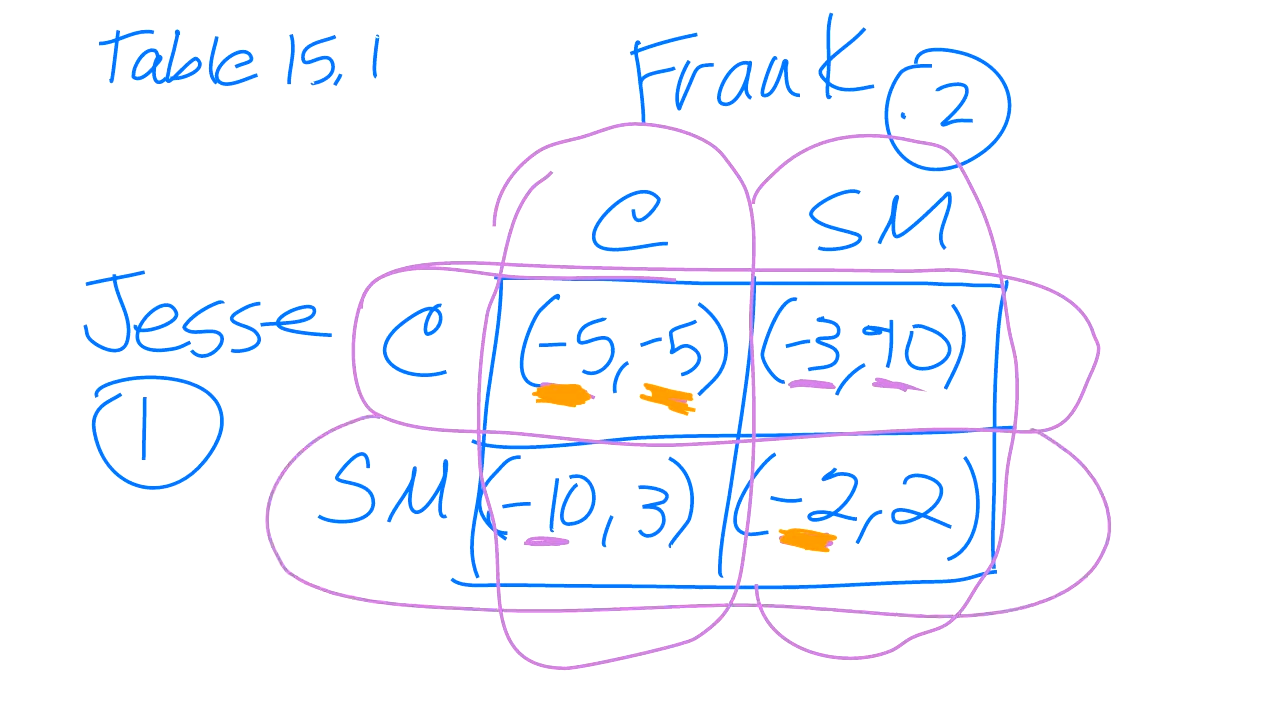 Table 15,1
Frank
.2
C SM
Jesse C (-5,-5) (-3,-10)
1
SM (-10,3) (-2,2)